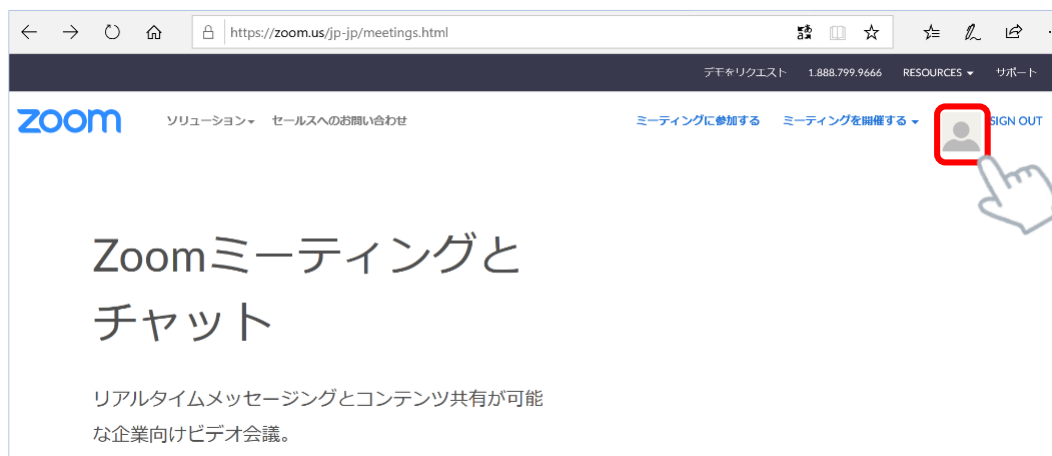 https://zoom.us/jp-jp/meetings.html
デモをリクエスト 1.888.799.9666 RESOURCES サポート
zoom ソリューション セールスへのお問い合わせ ミーティングに参加する ミーティングを開催する SIGN OUT
Zoomミーティングと
チャット
リアルタイムメッセージングとコンテンツ共有が可能
な企業向けビデオ会議。